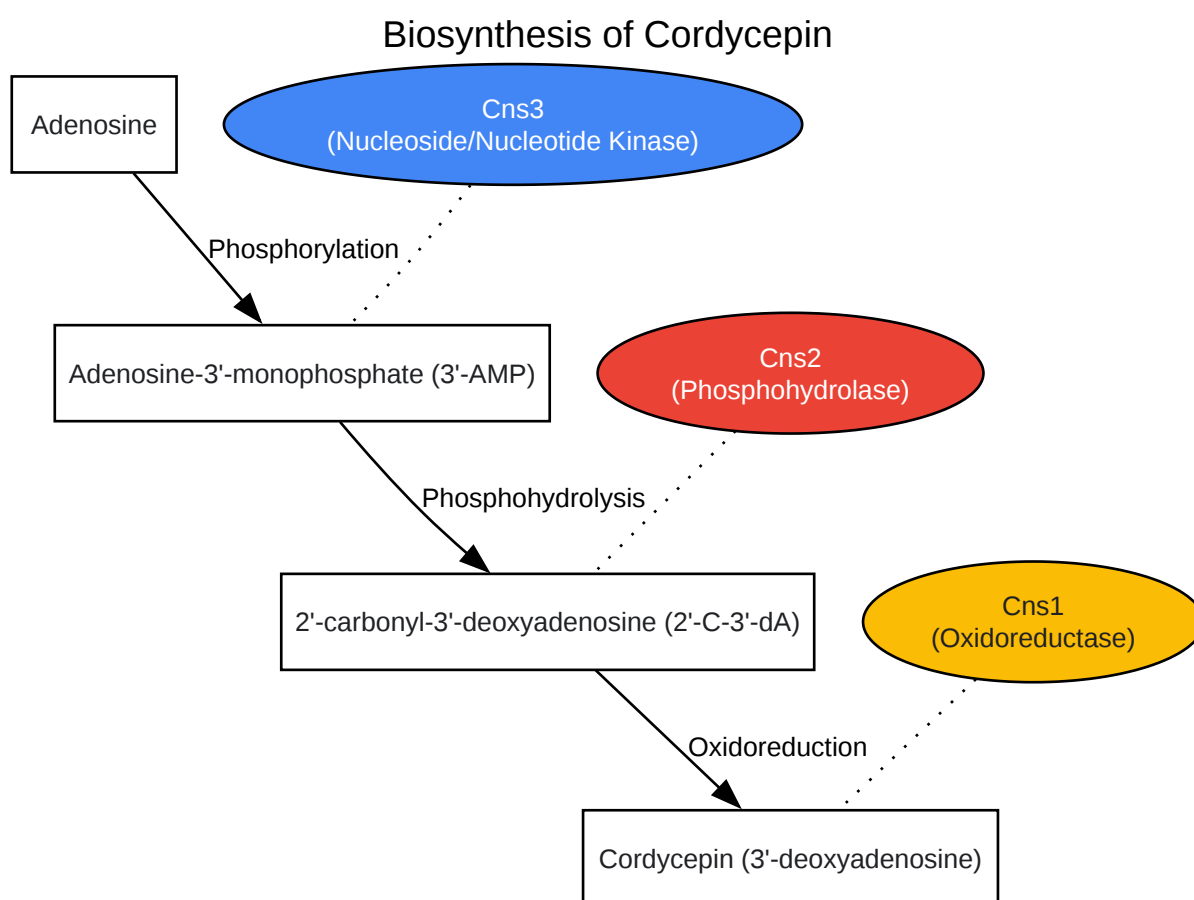 Biosynthesis of Cordycepin
Adenosine
Cns3
(Nucleoside/Nucleotide Kinase)
Phosphorylation
Adenosine-3'-monophosphate (3'-AMP)
Cns2
(Phosphohydrolase)
Phosphohydrolysis
2'-carbonyl-3'-deoxyadenosine (2'-C-3'-dA)
Cns1
(Oxidoreductase)
Oxidoreduction
Cordycepin (3'-deoxyadenosine)